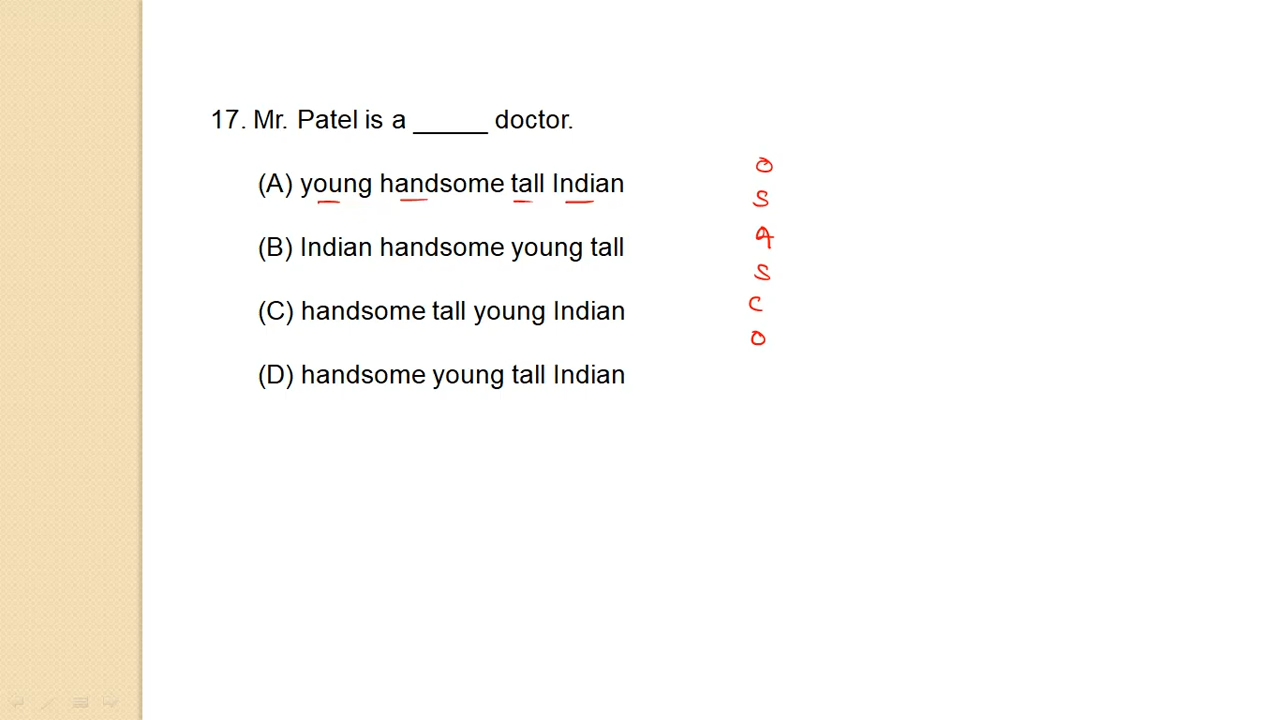 17. Mr. Patel is a _____ doctor.
(A) young handsome tall Indian
(B) Indian handsome young tall
(C) handsome tall young Indian
(D) handsome young tall Indian
O
S
A
S
C
O